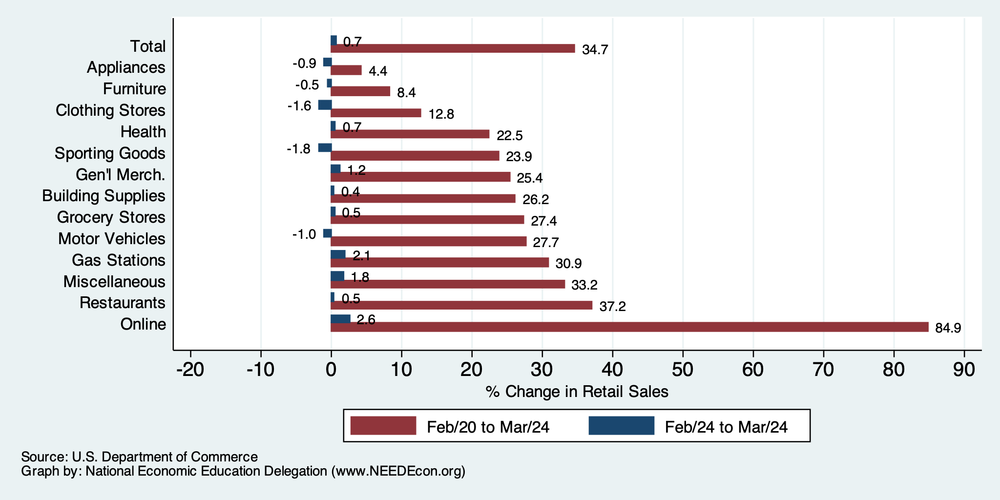 Total 0.7 34.7
Appliances -0.9 4.4
Furniture -0.5 8.4
Clothing Stores -1.6 12.8
Health 0.7 22.5
Sporting Goods -1.8 23.9
Gen'l Merch. 1.2 25.4
Building Supplies 0.4 26.2
Grocery Stores 0.5 27.4
Motor Vehicles -1.0 27.7
Gas Stations 2.1 30.9
Miscellaneous 1.8 33.2
Restaurants 0.5 37.2
Online 2.6 84.9
-20 -10 0 10 20 30 40 50 60 70 80 90
% Change in Retail Sales
Feb/20 to Mar/24 Feb/24 to Mar/24
Source: U.S. Department of Commerce
Graph by: National Economic Education Delegation (www.NEEDEcon.org)